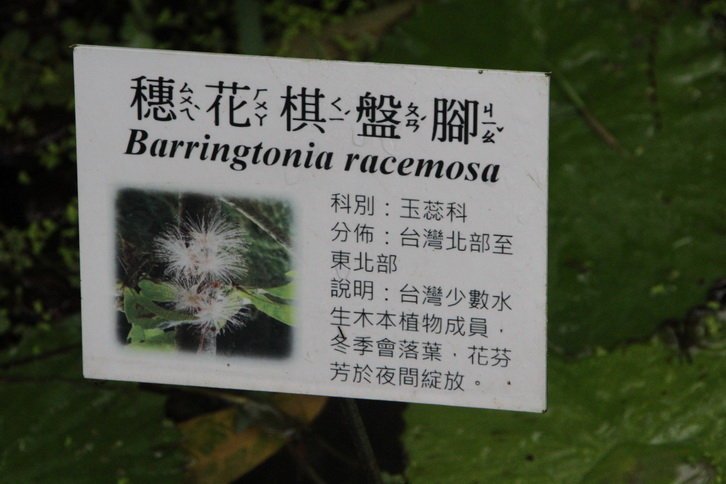 穗ㄙㄨㄟˋ花ㄏㄨㄚ棋ㄑㄧˊ盤ㄆㄢˊ腳ㄐㄧㄠˇ
Barringtonia racemosa
科別：玉蕊科
分佈：台灣北部至
東北部
說明：台灣少數水
生木本植物成員，
冬季會落葉，花芬
芳於夜間綻放。